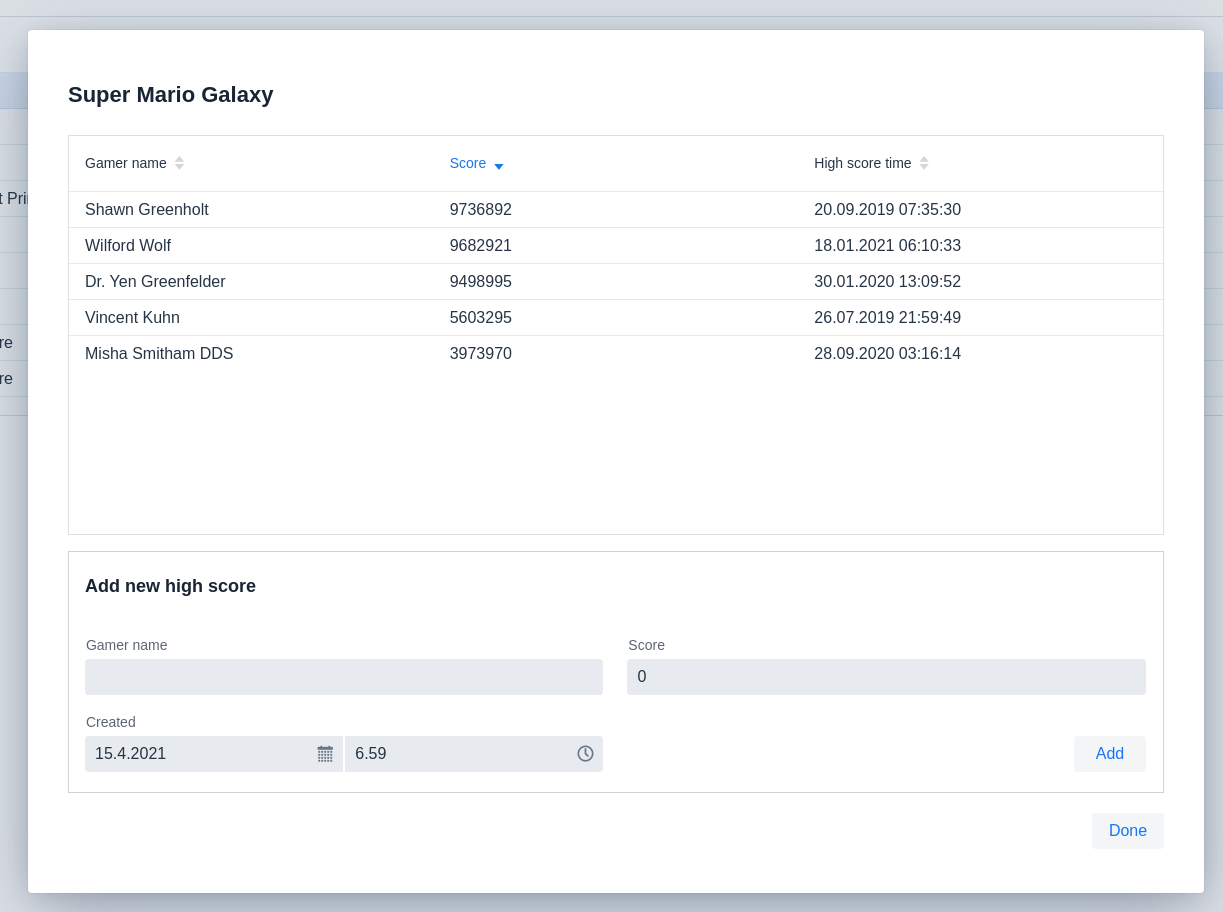 Super Mario Galaxy
Gamer name Score High score time
Shawn Greenholt 9736892 20.09.2019 07:35:30
t Pri
Wilford Wolf 9682921 18.01.2021 06:10:33
Dr. Yen Greenfelder 9498995 30.01.2020 13:09:52
Vincent Kuhn 5603295 26.07.2019 21:59:49
re
Misha Smitham DDS 3973970 28.09.2020 03:16:14
re
Add new high score
Gamer name Score
0
Created
15.4.2021 6.59 Add
Done